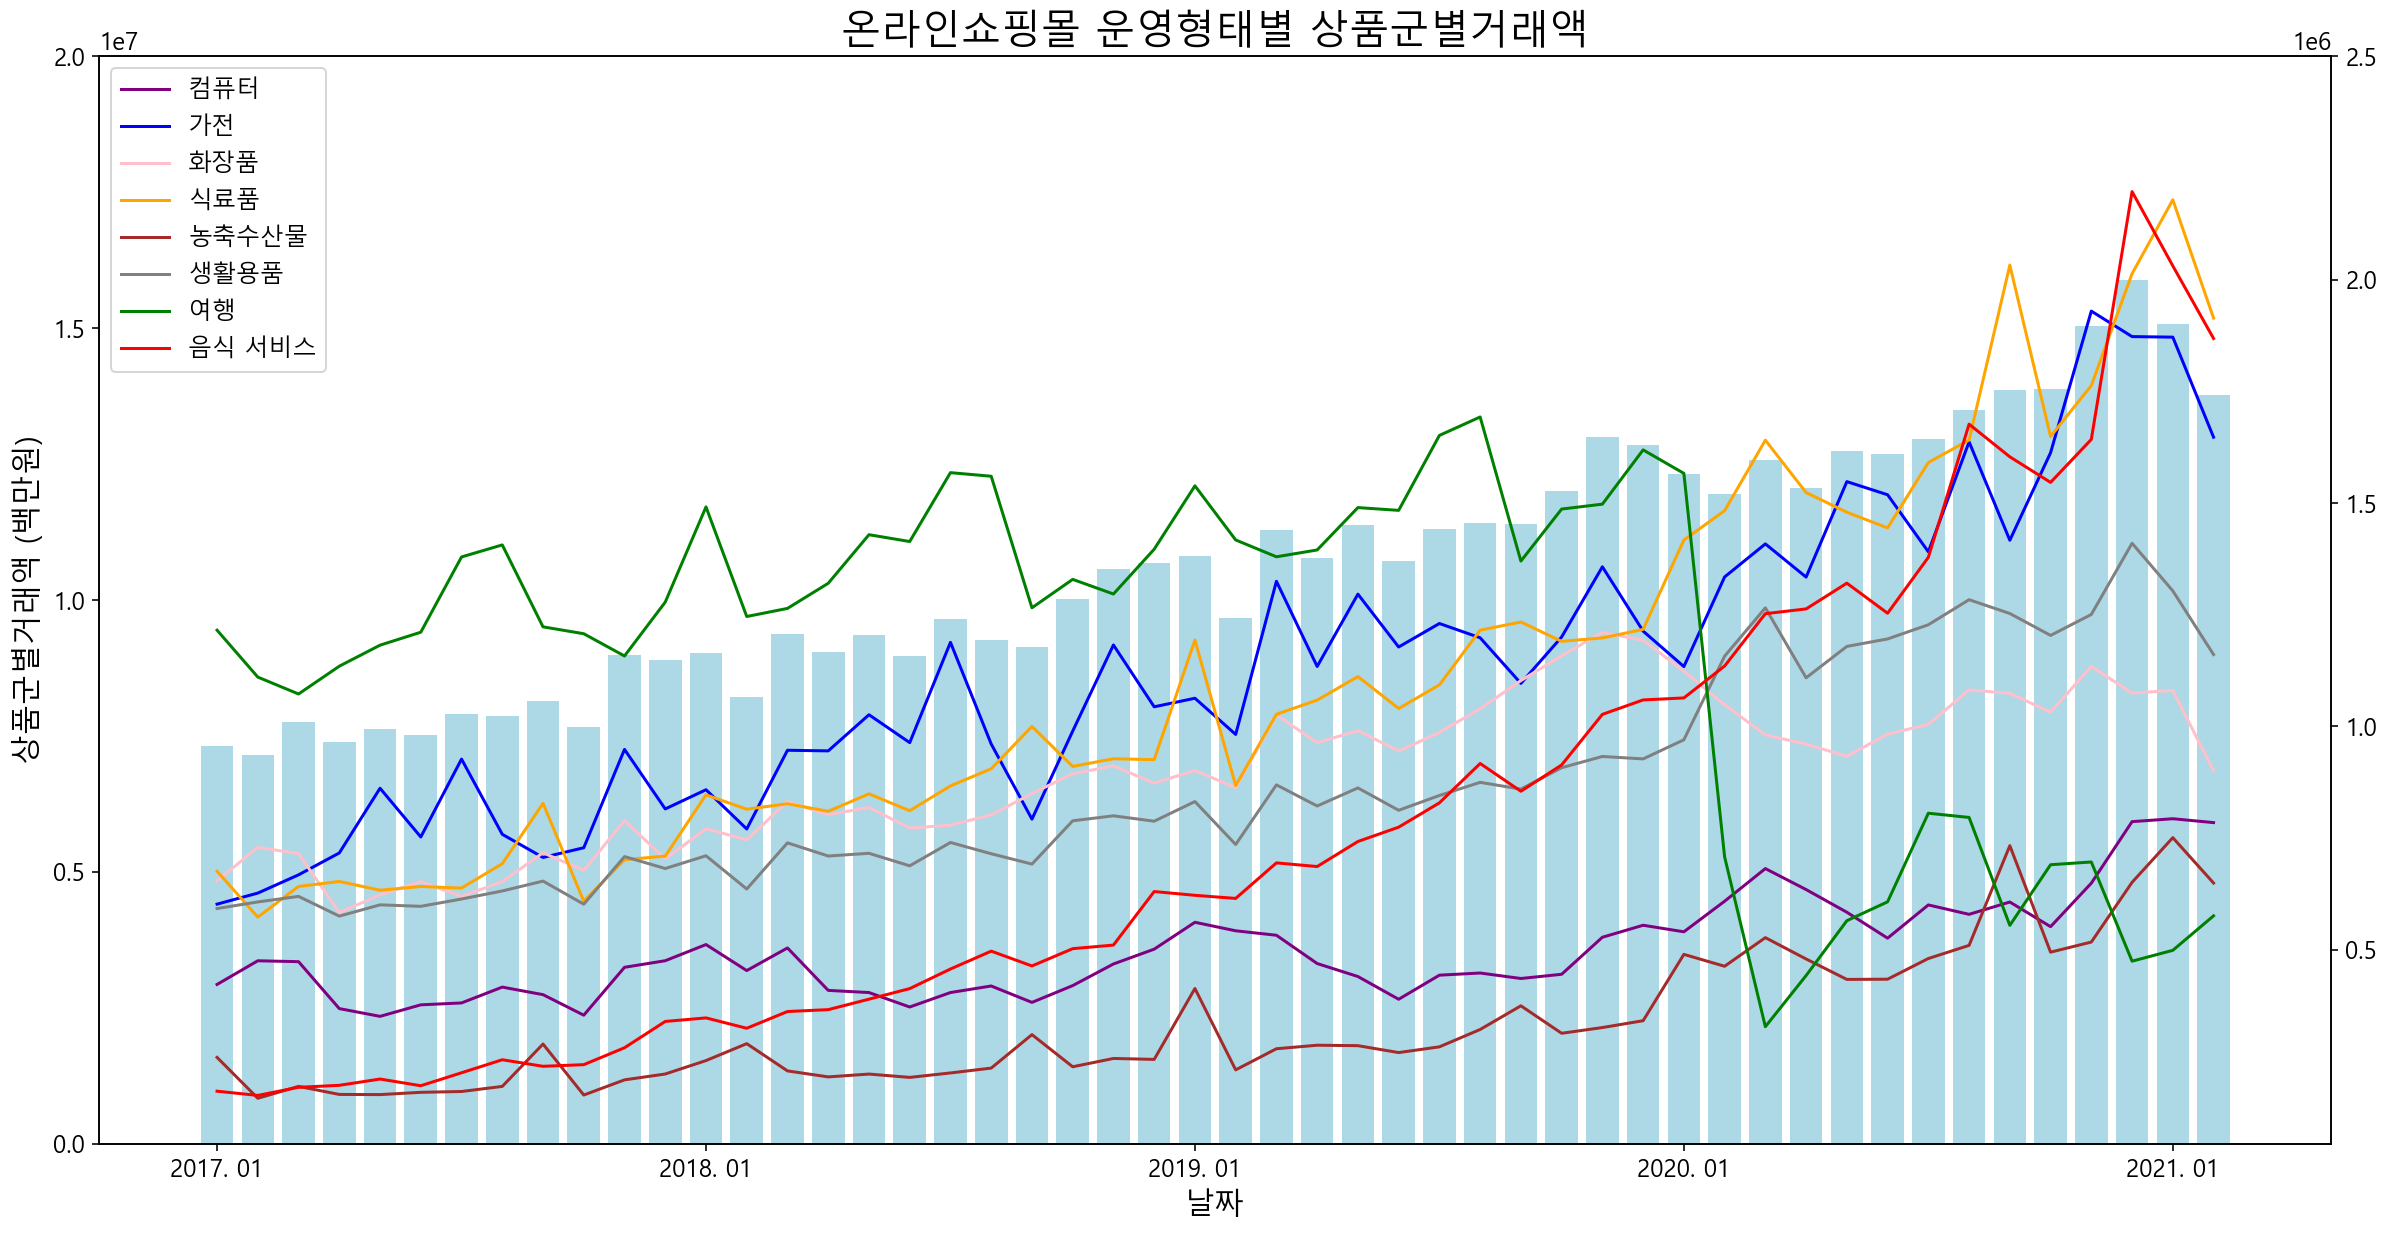 온라인쇼핑몰 운영형태별 상품군별거래액
1e7
1e6
컴퓨터
가전
화장품
식료품
농축수산물
생활용품
여행
음식 서비스
상품군별거래액 (백만원)
2.0
1.5
1.0
0.5
0.0
2.5
2.0
1.5
1.0
0.5
2017. 01
2018. 01
2019. 01
2020. 01
2021. 01
날짜